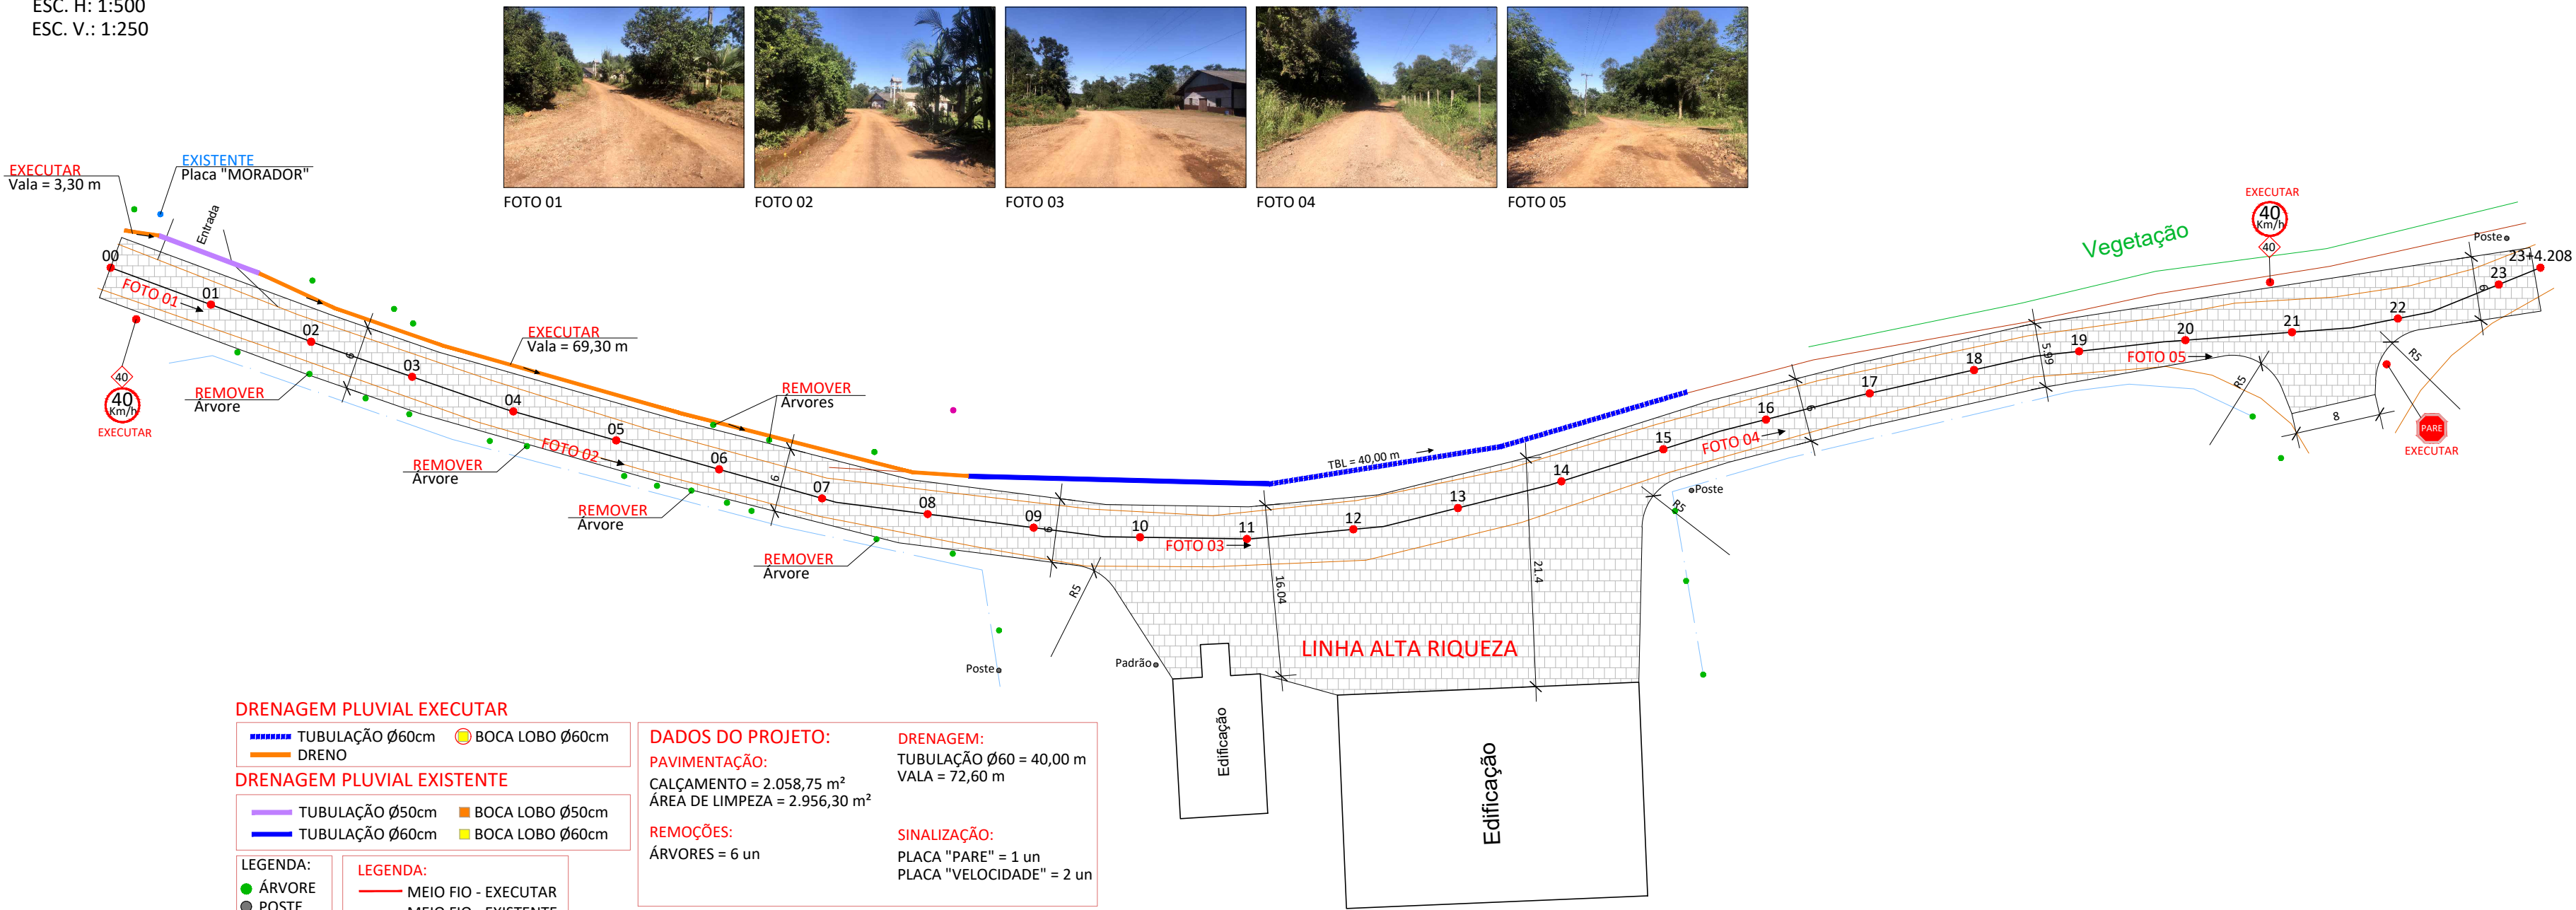 ESC. H: 1:500
ESC. V.: 1:250
FOTO 01
FOTO 02
FOTO 03
FOTO 04
FOTO 05
EXECUTAR
Vala = 3,30 m
EXISTENTE
Placa "MORADOR"
Entrada
00
FOTO 01
01
02
03
04
05
06
07
08
09
10
11
12
13
14
15
16
17
18
19
20
21
22
23
23+4.208
40
40
Km/h
EXECUTAR
REMOVER
Árvore
6
EXECUTAR
Vala = 69,30 m
REMOVER
Árvores
REMOVER
Árvore
FOTO 02
REMOVER
Árvore
6
REMOVER
Árvore
6
R5
FOTO 03
TBL = 40,00 m
16.04
21.4
LINHA ALTA RIQUEZA
Poste
Padrão
Edificação
Edificação
R5
Poste
FOTO 04
6
5.99
FOTO 05
Vegetação
EXECUTAR
40
Km/h
40
Poste
6
R5
R5
8
PARE
EXECUTAR
DRENAGEM PLUVIAL EXECUTAR
TUBULAÇÃO Ø60cm
BOCA LOBO Ø60cm
DRENO
DRENAGEM PLUVIAL EXISTENTE
TUBULAÇÃO Ø50cm
BOCA LOBO Ø50cm
TUBULAÇÃO Ø60cm
BOCA LOBO Ø60cm
LEGENDA:
ÁRVORE
POSTE
LEGENDA:
MEIO FIO - EXECUTAR
MEIO FIO - EXISTENTE
DADOS DO PROJETO:
PAVIMENTAÇÃO:
CALÇAMENTO = 2.058,75 m²
ÁREA DE LIMPEZA = 2.956,30 m²
REMOÇÕES:
ÁRVORES = 6 un
DRENAGEM:
TUBULAÇÃO Ø60 = 40,00 m
VALA = 72,60 m
SINALIZAÇÃO:
PLACA "PARE" = 1 un
PLACA "VELOCIDADE" = 2 un